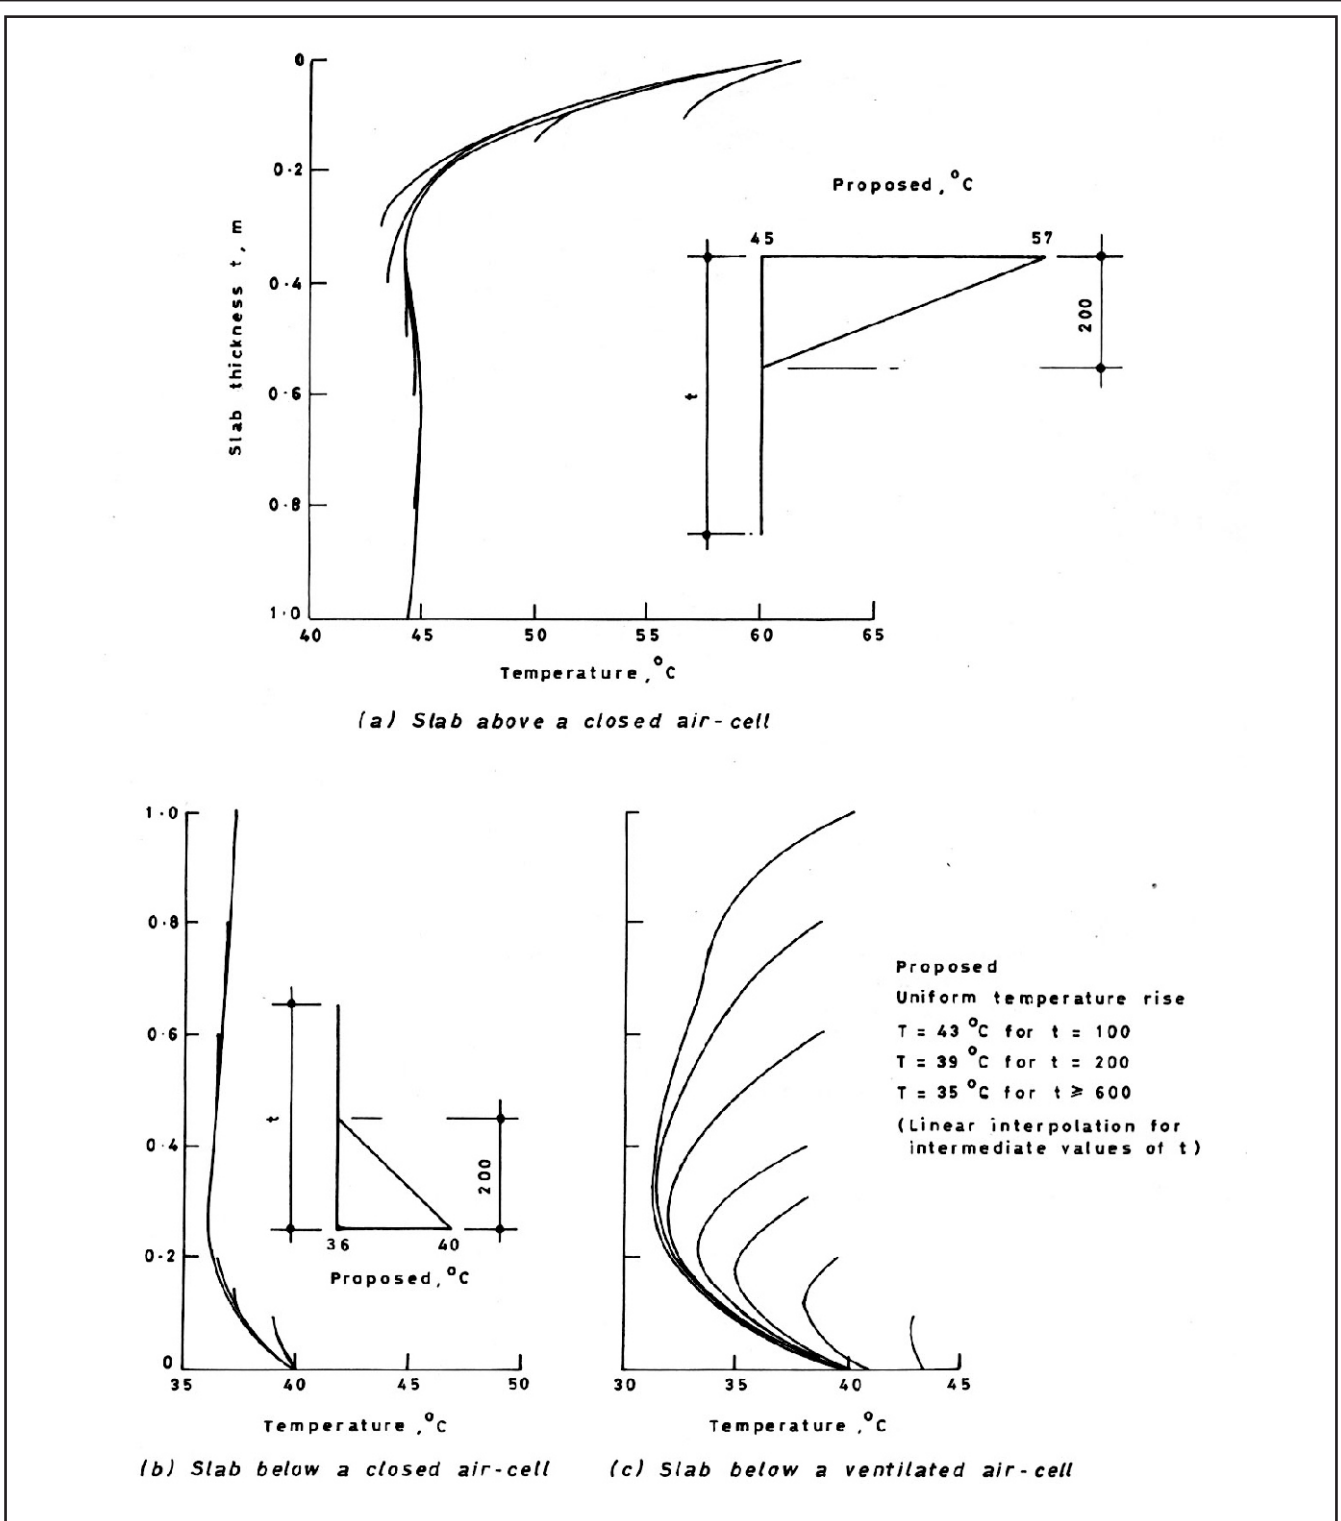 0
0·2
0·4
0·6
0·8
1·0
Slab thickness t, m
40 45 50 55 60 65
Temperature, °C
Proposed, °C
45 57
t
200
(a) Slab above a closed air-cell
1·0
0·8
0·6
0·4
0·2
0
35 40 45 50
Temperature, °C
t
200
36 40
Proposed, °C
(b) Slab below a closed air-cell
30 35 40 45
Temperature, °C
Proposed
Uniform temperature rise
T = 43 °C for t = 100
T = 39 °C for t = 200
T = 35 °C for t ⩾ 600
(Linear interpolation for
intermediate values of t)
(c) Slab below a ventilated air-cell